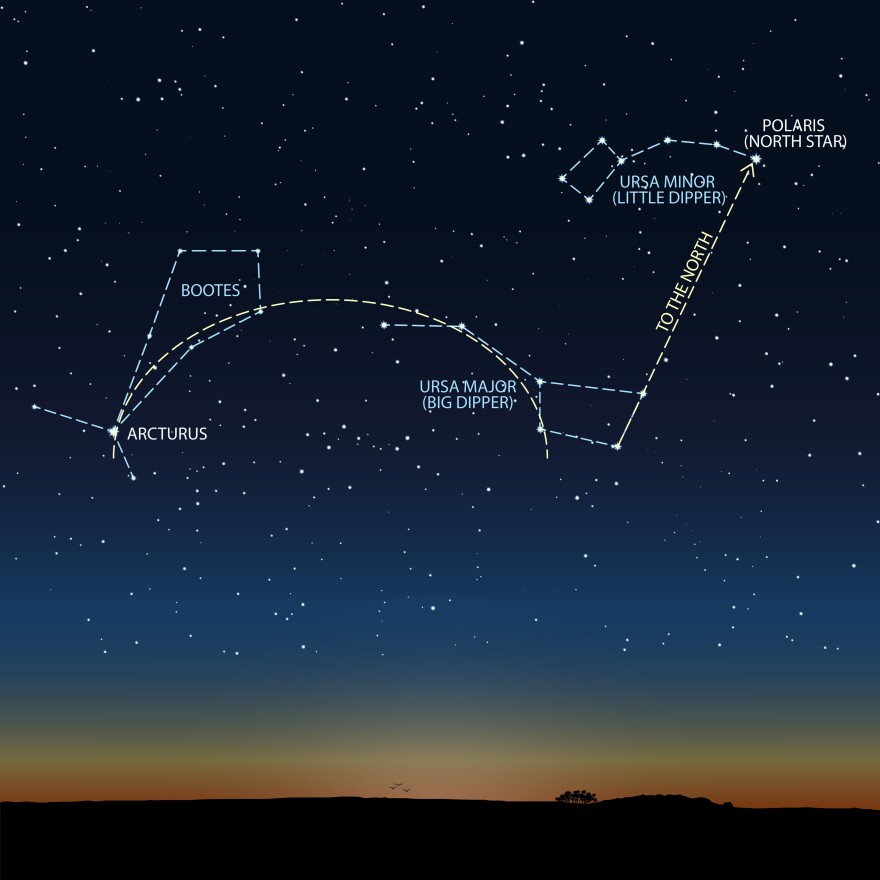 POLARIS
(NORTH STAR)
URSA MINOR
(LITTLE DIPPER)
TO THE NORTH
BOOTES
URSA MAJOR
(BIG DIPPER)
ARCTURUS